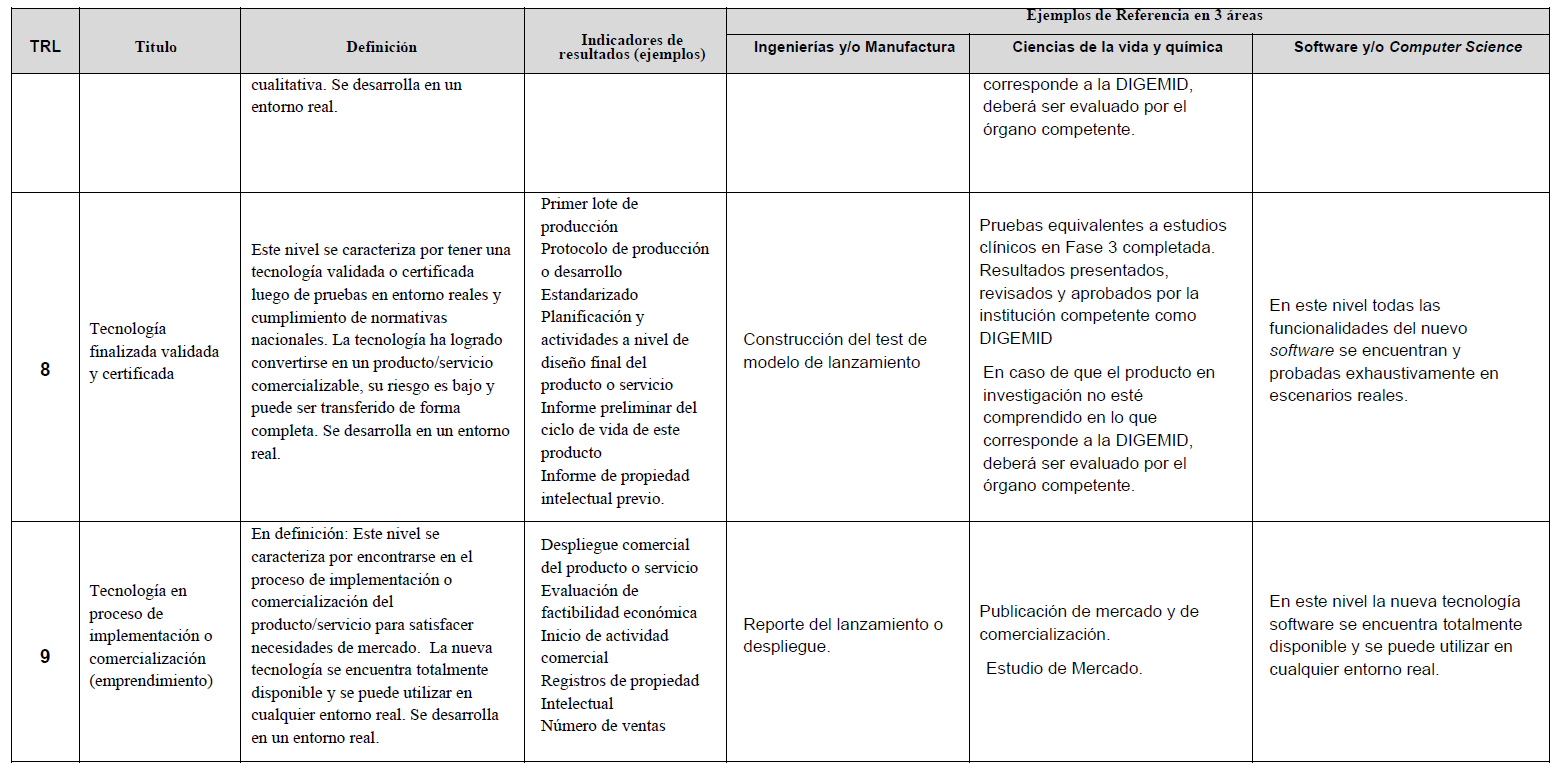 Ejemplos de Referencia en 3 áreas
TRL
Titulo
Definición
Indicadores de
resultados (ejemplos)
Ingenierías y/o Manufactura
Ciencias de la vida y química
Software y/o Computer Science
cualitativa. Se desarrolla en un
entorno real.
corresponde a la DIGEMID,
deberá ser evaluado por el
órgano competente.
8
Tecnología
finalizada validada
y certificada
Este nivel se caracteriza por tener una
tecnología validada o certificada
luego de pruebas en entorno reales y
cumplimiento de normativas
nacionales. La tecnología ha logrado
convertirse en un producto/servicio
comercializable, su riesgo es bajo y
puede ser transferido de forma
completa. Se desarrolla en un entorno
real.
Primer lote de
producción
Protocolo de producción
o desarrollo
Estandarizado
Planificación y
actividades a nivel de
diseño final del
producto o servicio
Informe preliminar del
ciclo de vida de este
producto
Informe de propiedad
intelectual previo.
Construcción del test de
modelo de lanzamiento
Pruebas equivalentes a estudios
clínicos en Fase 3 completada.
Resultados presentados,
revisados y aprobados por la
institución competente como
DIGEMID
En caso de que el producto en
investigación no esté
comprendido en lo que
corresponde a la DIGEMID,
deberá ser evaluado por el
órgano competente.
En este nivel todas las
funcionalidades del nuevo
software se encuentran y
probadas exhaustivamente en
escenarios reales.
9
Tecnología en
proceso de
implementación o
comercialización
(emprendimiento)
En definición: Este nivel se
caracteriza por encontrarse en el
proceso de implementación o
comercialización del
producto/servicio para satisfacer
necesidades de mercado. La nueva
tecnología se encuentra totalmente
disponible y se puede utilizar en
cualquier entorno real. Se desarrolla
en un entorno real.
Despliegue comercial
del producto o servicio
Evaluación de
factibilidad económica
Inicio de actividad
comercial
Registros de propiedad
Intelectual
Número de ventas
Reporte del lanzamiento o
despliegue.
Publicación de mercado y de
comercialización.
Estudio de Mercado.
En este nivel la nueva tecnología
software se encuentra totalmente
disponible y se puede utilizar en
cualquier entorno real.